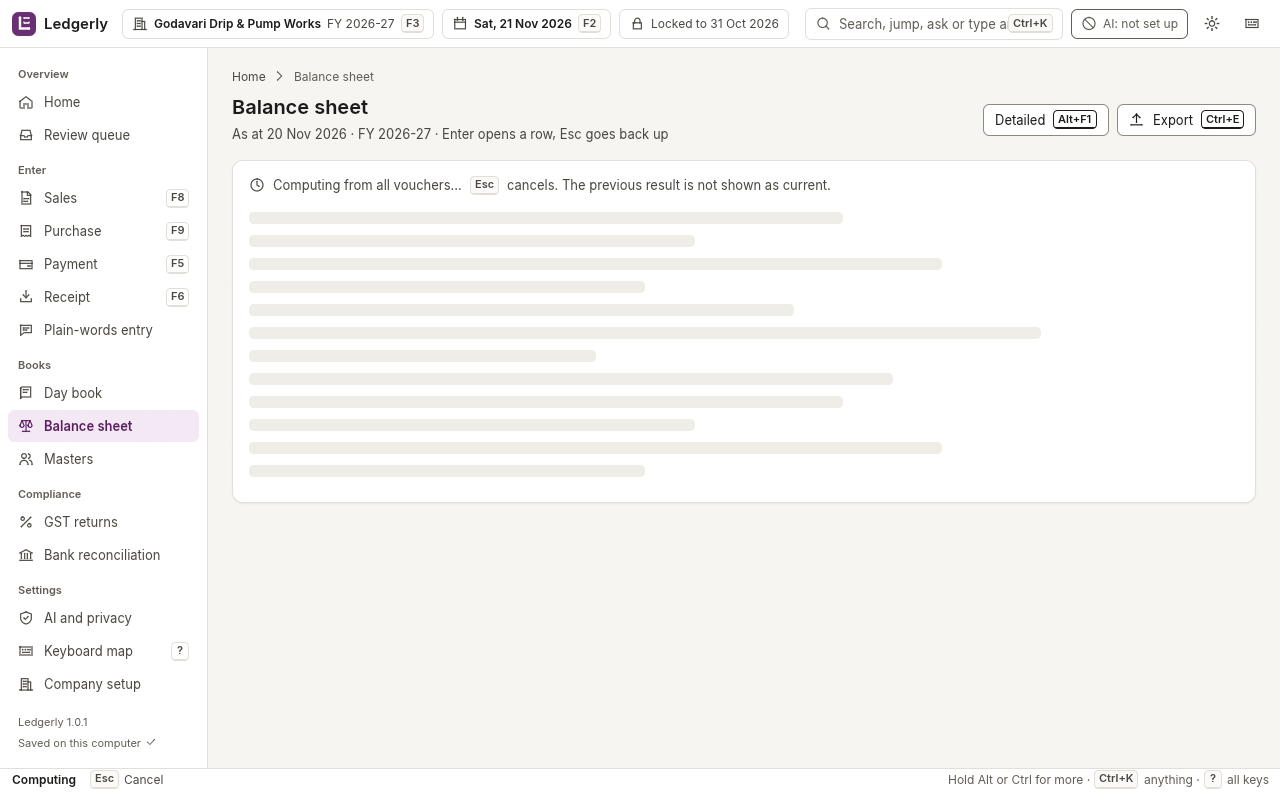 Ledgerly
Godavari Drip & Pump Works FY 2026-27 F3
Sat, 21 Nov 2026 F2
Locked to 31 Oct 2026
Search, jump, ask or type a Ctrl+K
AI: not set up
Overview
Home
Review queue
Enter
Sales F8
Purchase F9
Payment F5
Receipt F6
Plain-words entry
Books
Day book
Balance sheet
Masters
Compliance
GST returns
Bank reconciliation
Settings
AI and privacy
Keyboard map ?
Company setup
Ledgerly 1.0.1
Saved on this computer
Home Balance sheet
Balance sheet
As at 20 Nov 2026 · FY 2026-27 · Enter opens a row, Esc goes back up
Detailed Alt+F1
Export Ctrl+E
Computing from all vouchers... Esc cancels. The previous result is not shown as current.
Computing Esc Cancel
Hold Alt or Ctrl for more · Ctrl+K anything · ? all keys